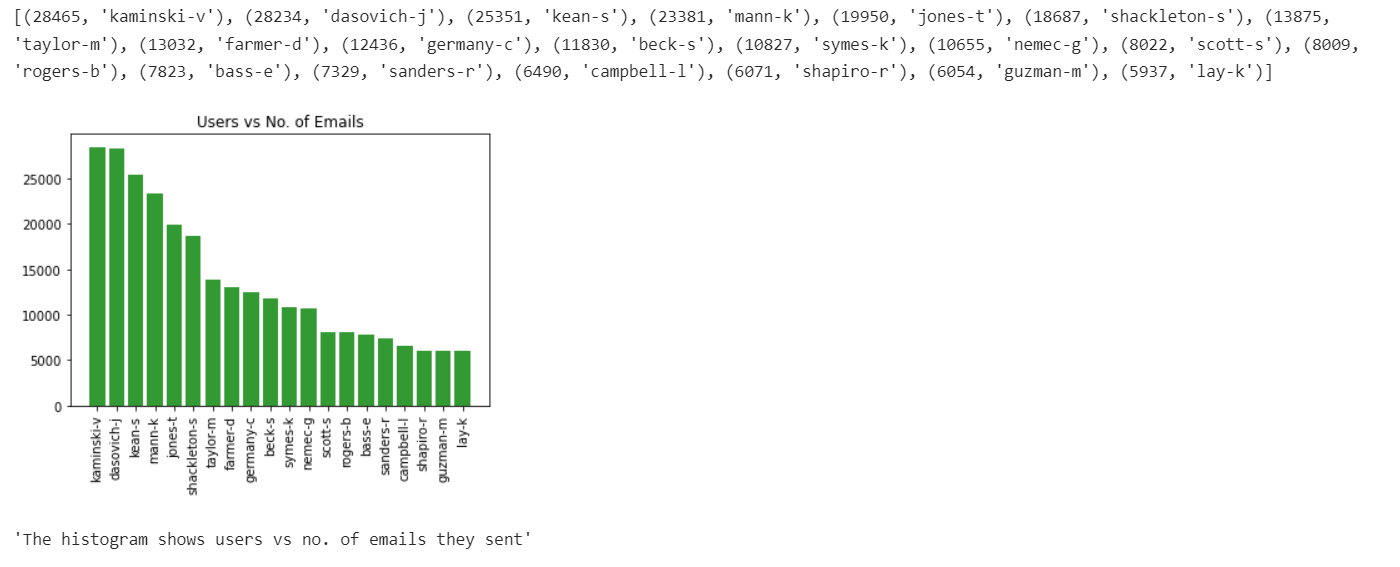 [(28465, 'kaminski-v'), (28234, 'dasovich-j'), (25351, 'kean-s'), (23381, 'mann-k'), (19950, 'jones-t'), (18687, 'shackleton-s'), (13875,
'taylor-m'), (13032, 'farmer-d'), (12436, 'germany-c'), (11830, 'beck-s'), (10827, 'symes-k'), (10655, 'nemec-g'), (8022, 'scott-s'), (8009,
'rogers-b'), (7823, 'bass-e'), (7329, 'sanders-r'), (6490, 'campbell-l'), (6071, 'shapiro-r'), (6054, 'guzman-m'), (5937, 'lay-k')]
Users vs No. of Emails
25000
20000
15000
10000
5000
0
kaminski-v
dasovich-j
kean-s
mann-k
jones-t
shackleton-s
taylor-m
farmer-d
germany-c
beck-s
symes-k
nemec-g
scott-s
rogers-b
bass-e
sanders-r
campbell-l
shapiro-r
guzman-m
lay-k
'The histogram shows users vs no. of emails they sent'